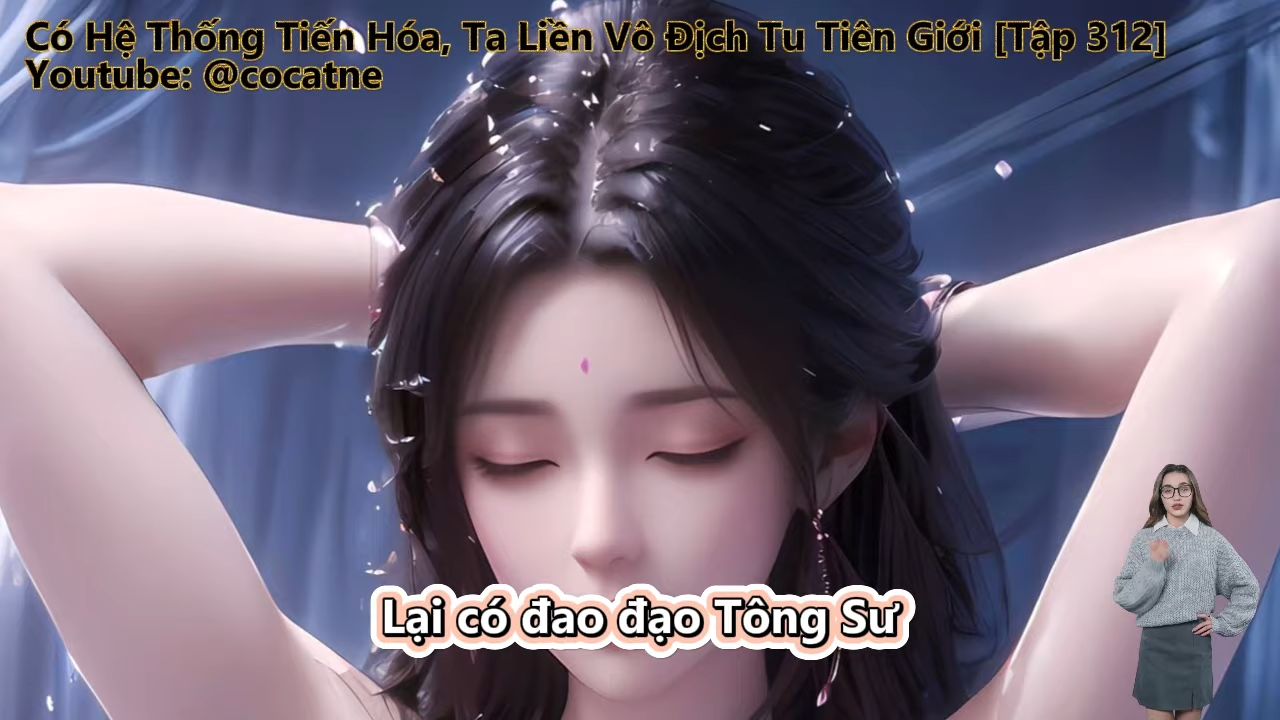 Có Hệ Thống Tiến Hóa, Ta Liền Vô Địch Tu Tiên Giới [Tập 312]
Youtube: @cocatne
Lại có đao đạo Tông Sư